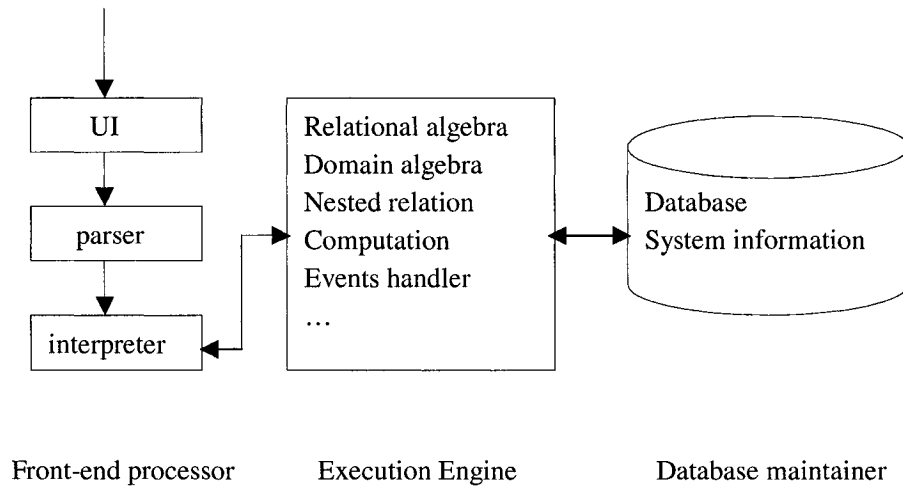 UI
parser
interpreter
Relational algebra
Domain algebra
Nested relation
Computation
Events handler
...
Database
System information
Front-end processor
Execution Engine
Database maintainer